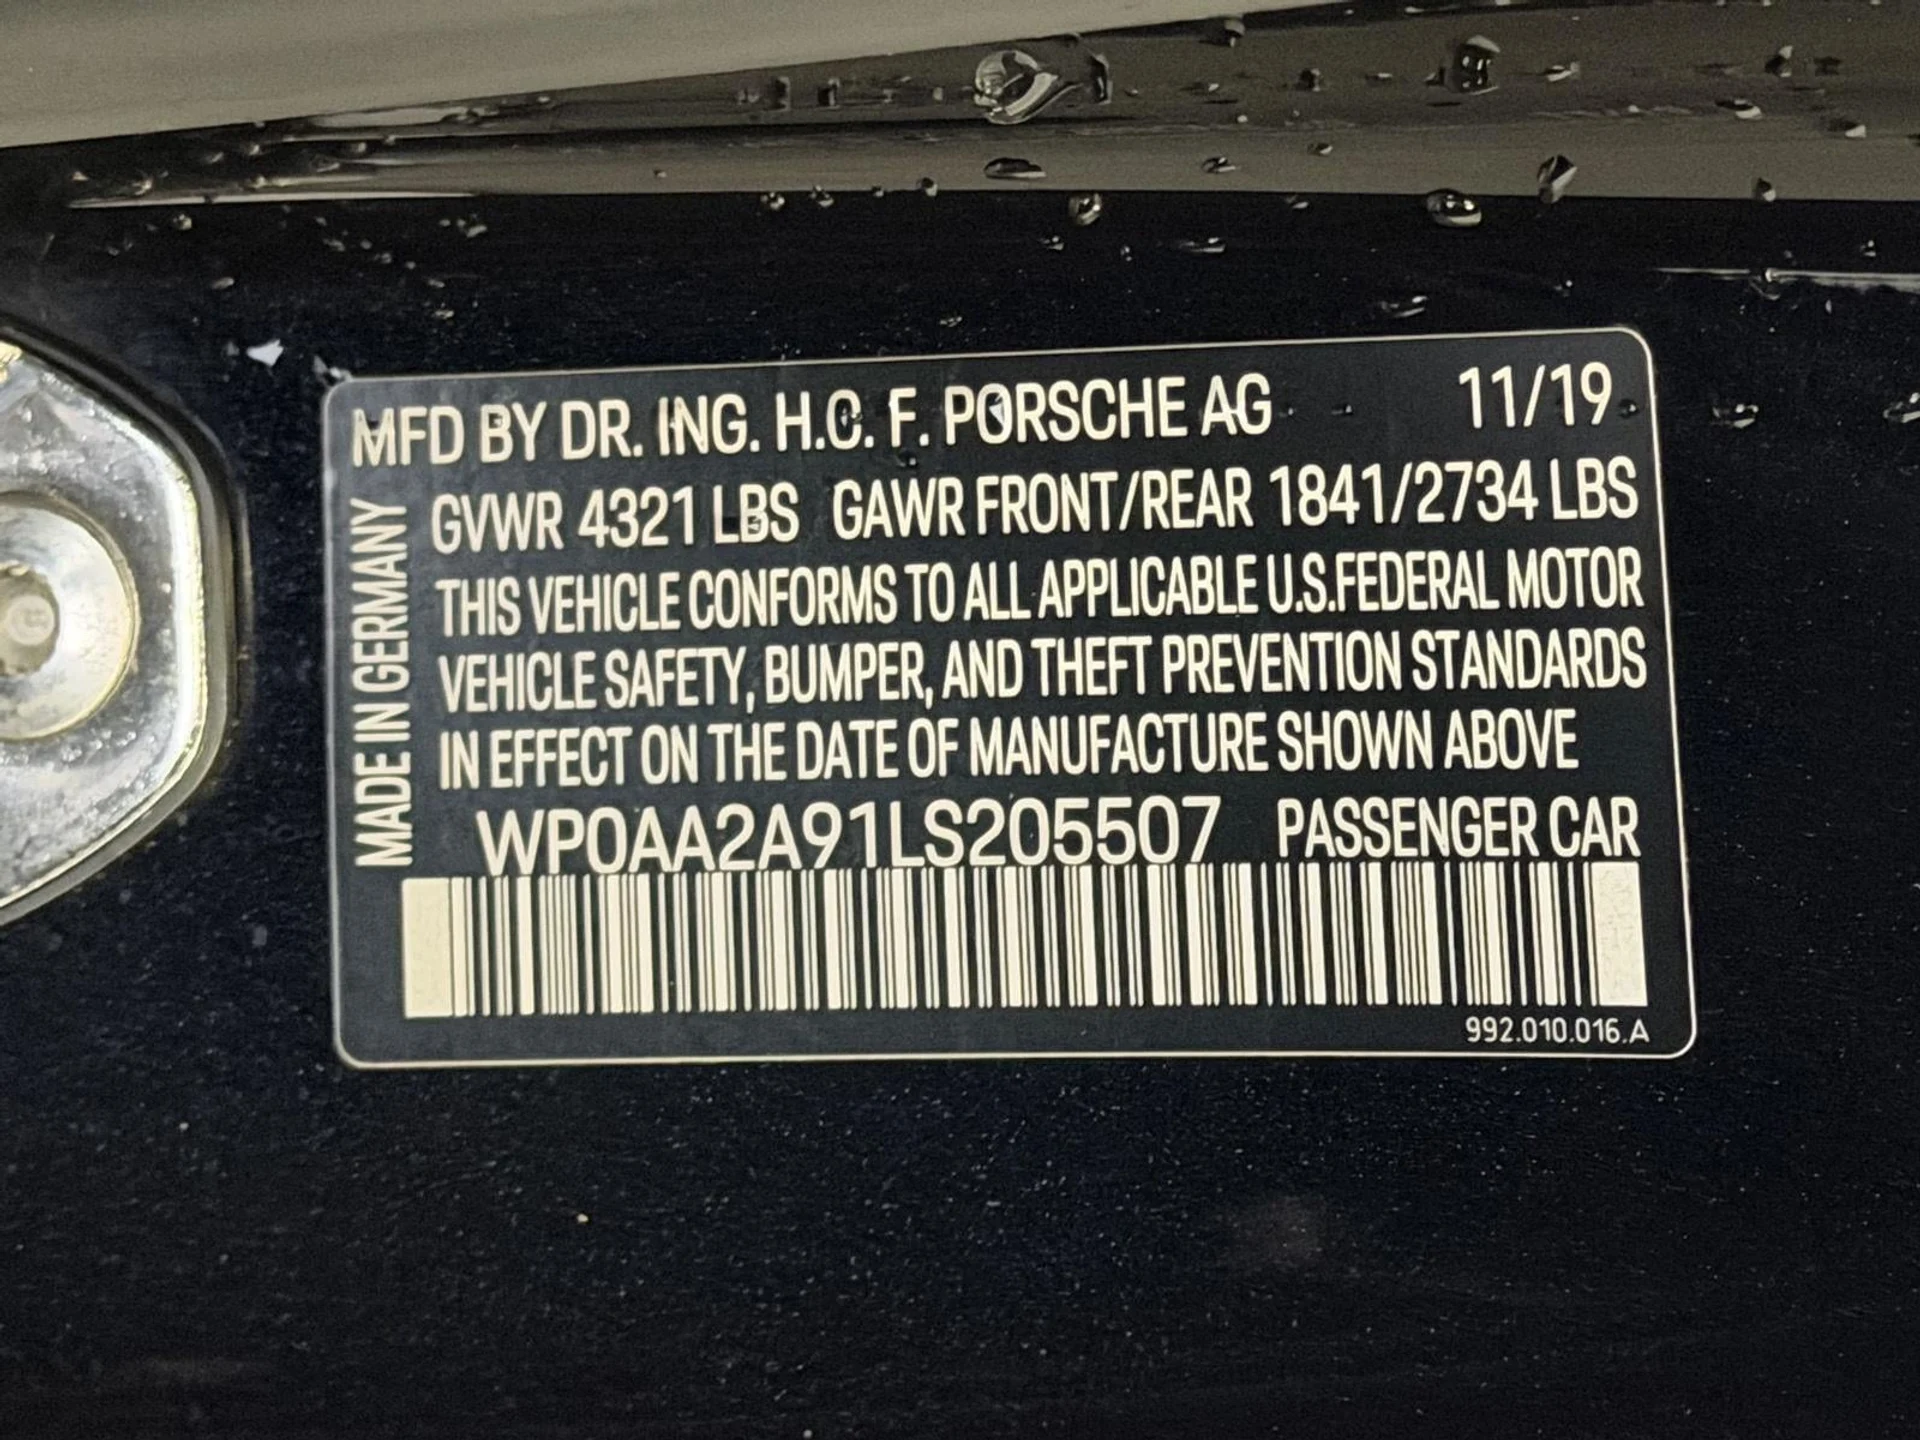 MFD BY DR. ING. H.C. F. PORSCHE AG 11/19
GVWR 4321 LBS GAWR FRONT/REAR 1841/2734 LBS
THIS VEHICLE CONFORMS TO ALL APPLICABLE U.S.FEDERAL MOTOR
VEHICLE SAFETY, BUMPER, AND THEFT PREVENTION STANDARDS
IN EFFECT ON THE DATE OF MANUFACTURE SHOWN ABOVE
WP0AA2A91LS205507 PASSENGER CAR
992.010.016.A
MADE IN GERMANY